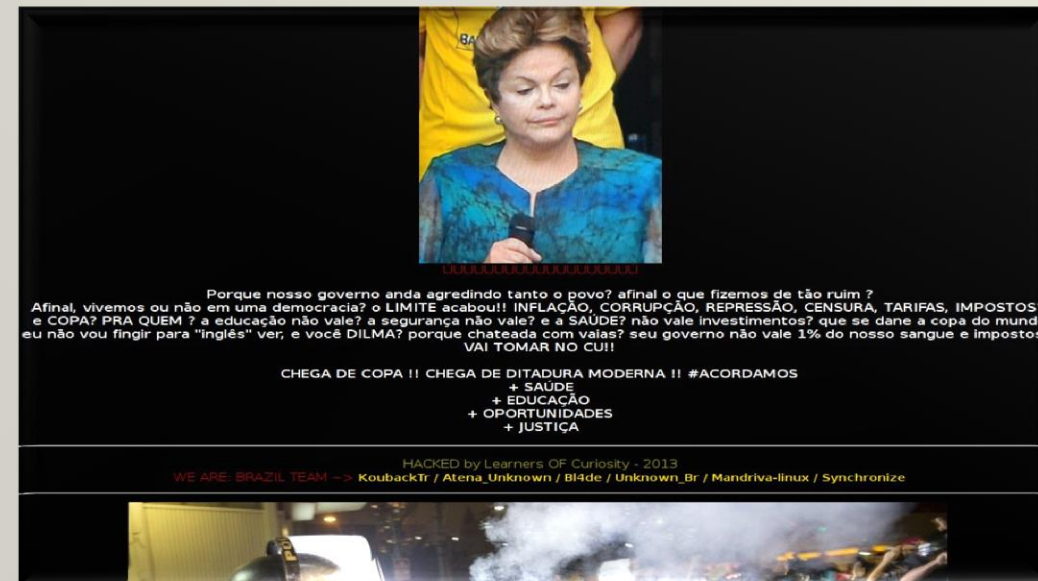 BA
Porque nosso governo anda agredindo tanto o povo? afinal o que fizemos de tão ruim ?
Afinal, vivemos ou não em uma democracia? o LIMITE acabou!! INFLAÇÃO, CORRUPÇÃO, REPRESSÃO, CENSURA, TARIFAS, IMPOSTOS
e COPA? PRA QUEM ? a educação não vale? a segurança não vale? e a SAÚDE? não vale investimentos? que se dane a copa do mund
eu não vou fingir para "inglês" ver, e você DILMA? porque chateada com vaias? seu governo não vale 1% do nosso sangue e impostos
VAI TOMAR NO CU!!
CHEGA DE COPA !! CHEGA DE DITADURA MODERNA !! #ACORDAMOS
+ SAÚDE
+ EDUCAÇÃO
+ OPORTUNIDADES
+ JUSTIÇA
HACKED by Learners OF Curiosity - 2013
WE ARE: BRAZIL TEAM --> KoubackTr / Atena_Unknown / Bl4de / Unknown_Br / Mandriva-linux / Synchronize
PO